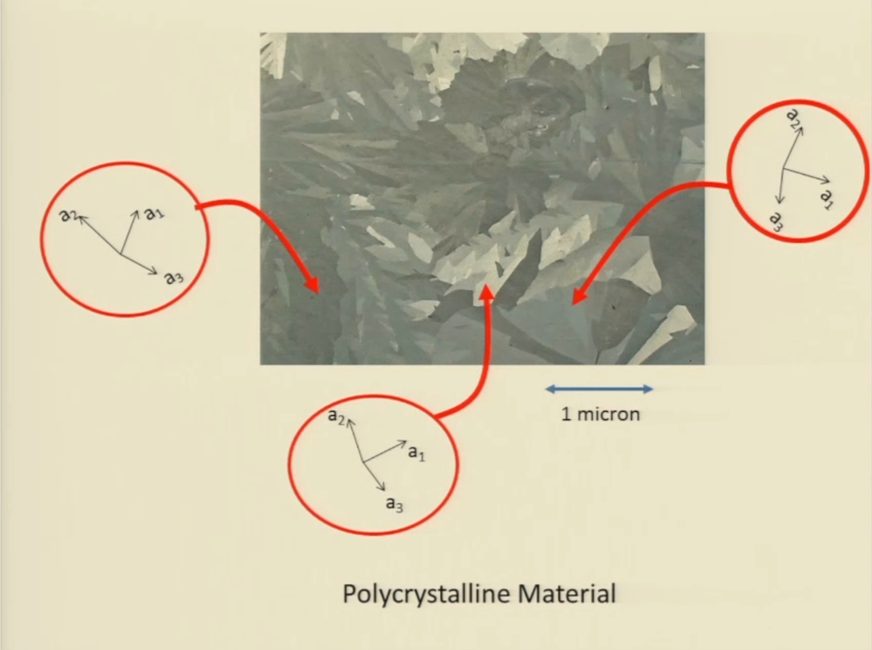 a₂
a₁
a₃
a₂
a₁
a₃
a₂
a₁
a₃
1 micron
Polycrystalline Material